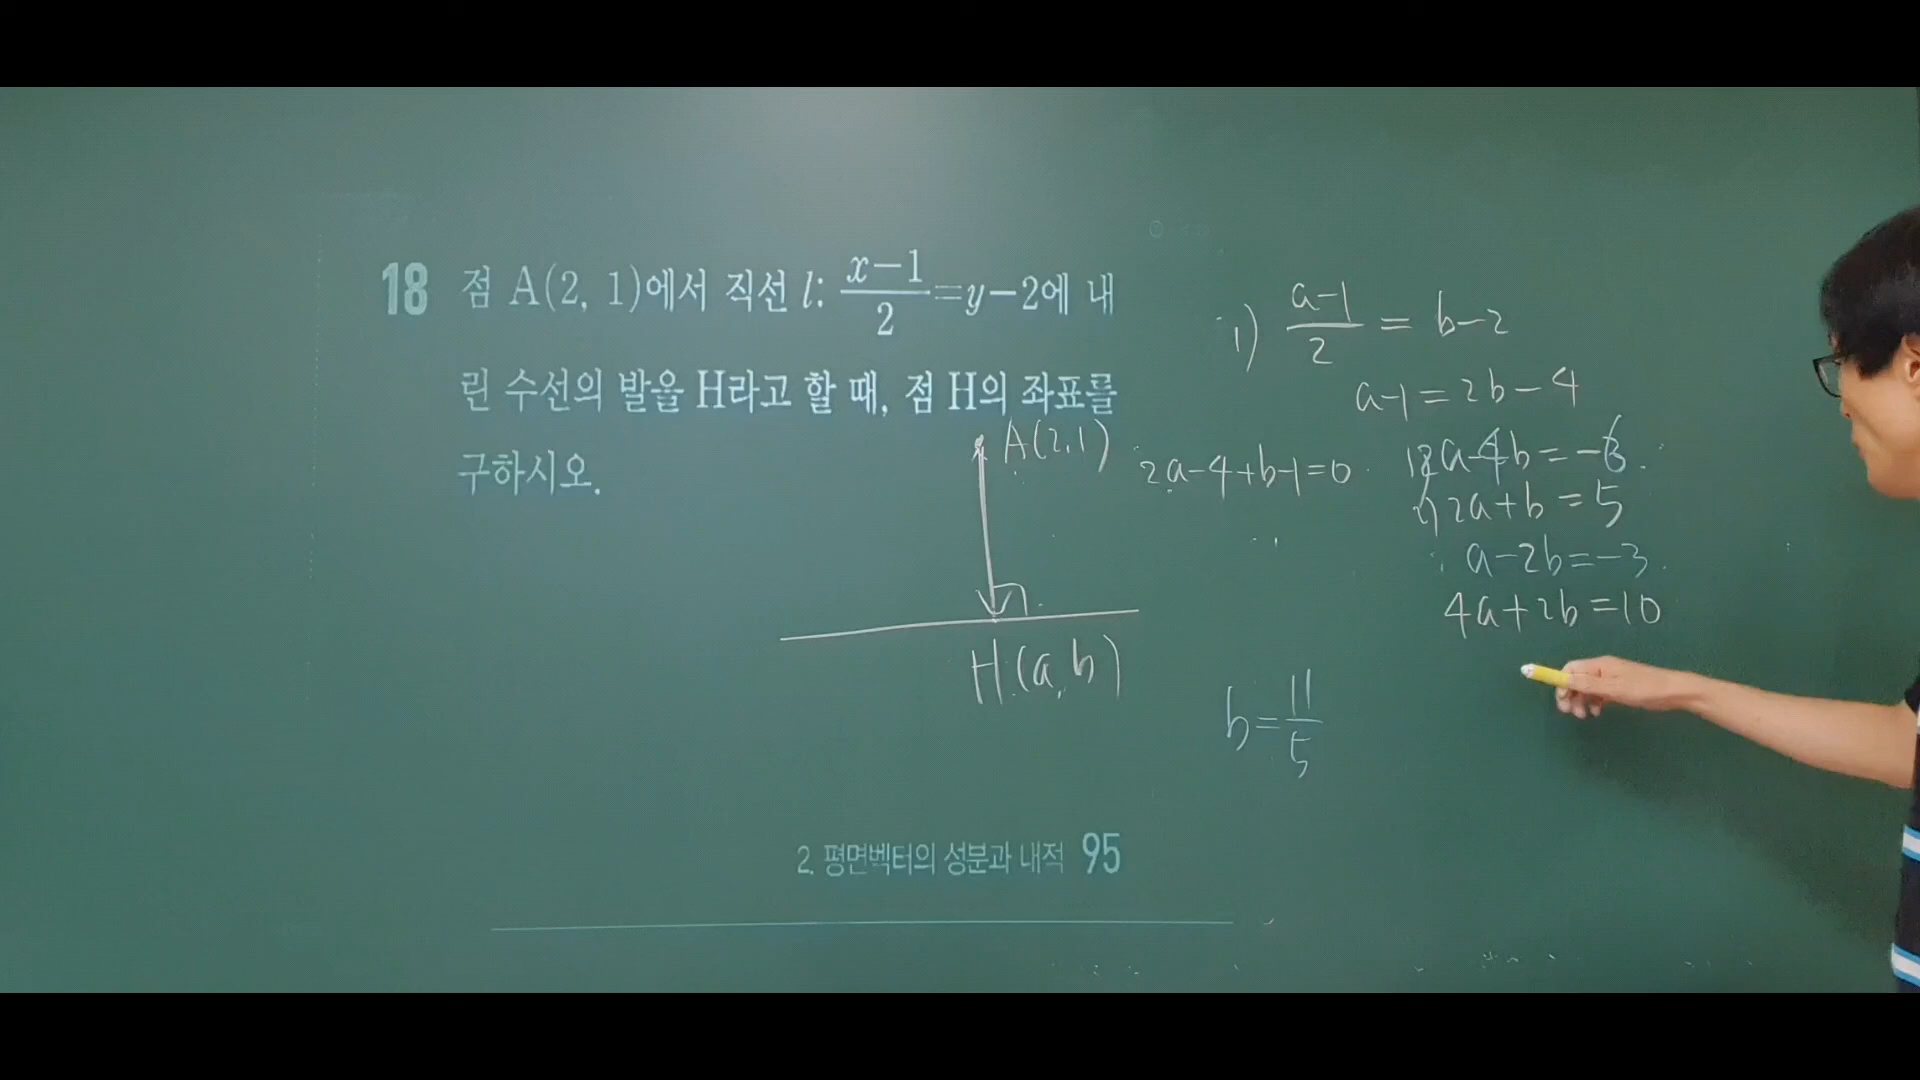 18 점 A(2, 1)에서 직선 l: (x-1)/2=y-2에 내
린 수선의 발을 H라고 할 때, 점 H의 좌표를
구하시오.
A(2,1)
H(a,b)
2a-4+b-1=0
i) (a-1)/2 = b-2
a-1=2b-4
2a-4b=-6
2a+b=5
a-2b=-3
4a+2b=10
b=11/5
2. 평면벡터의 성분과 내적 95